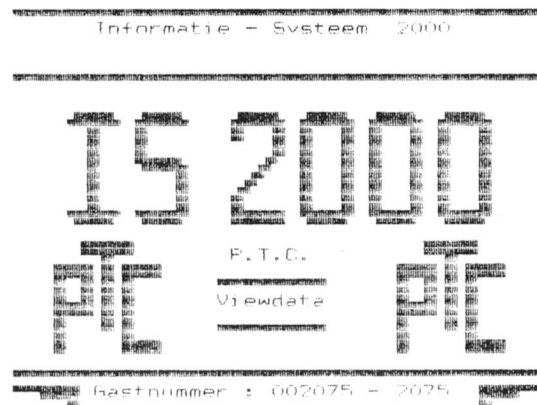 Informatie - Systeem 2000
IS 2000
P.T.C.
PTC Viewdata PTC
Gastnummer : 002075 - 2075